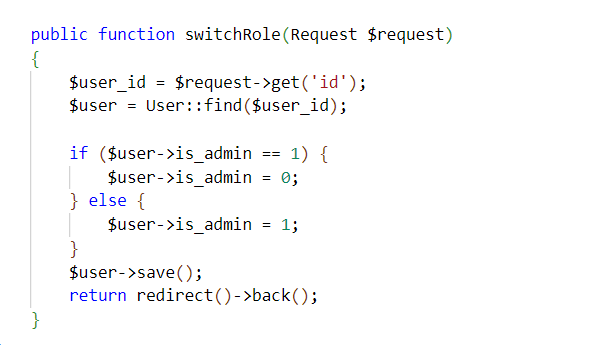 public function switchRole(Request $request)
{
    $user_id = $request->get('id');
    $user = User::find($user_id);

    if ($user->is_admin == 1) {
        $user->is_admin = 0;
    } else {
        $user->is_admin = 1;
    }
    $user->save();
    return redirect()->back();
}